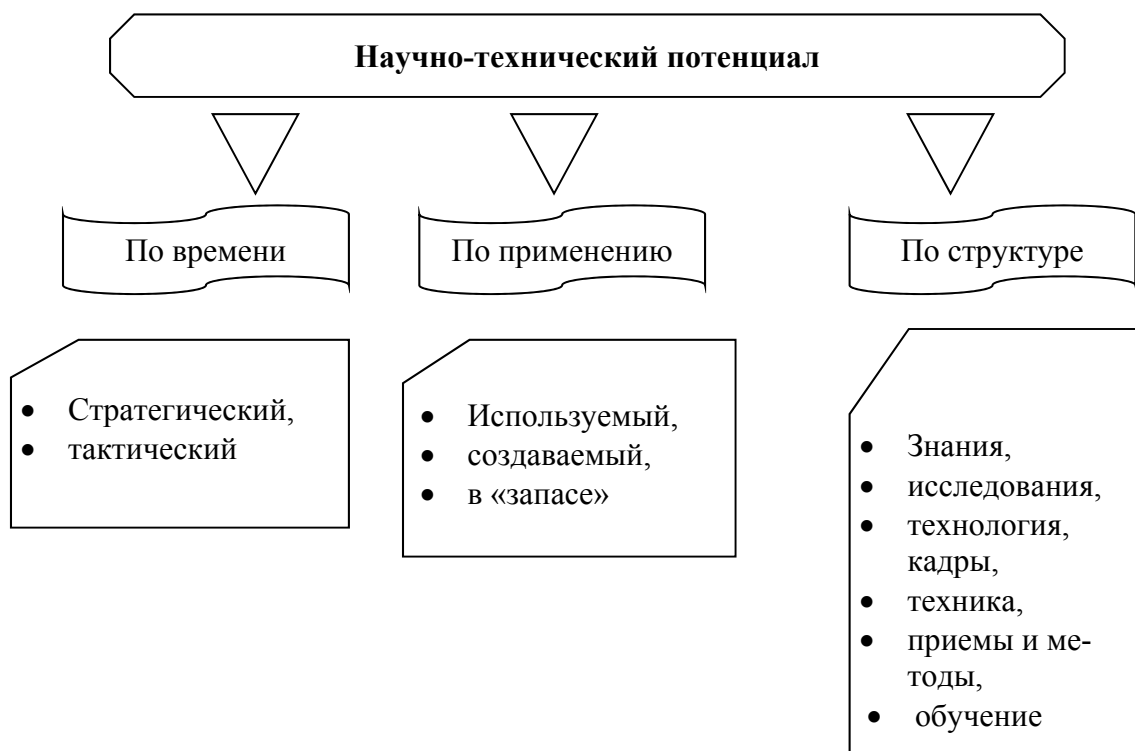 Научно-технический потенциал
По времени
По применению
По структуре
• Стратегический,
• тактический
• Используемый,
• создаваемый,
• в «запасе»
• Знания,
• исследования,
• технология,
кадры,
• техника,
• приемы и ме-
тоды,
• обучение